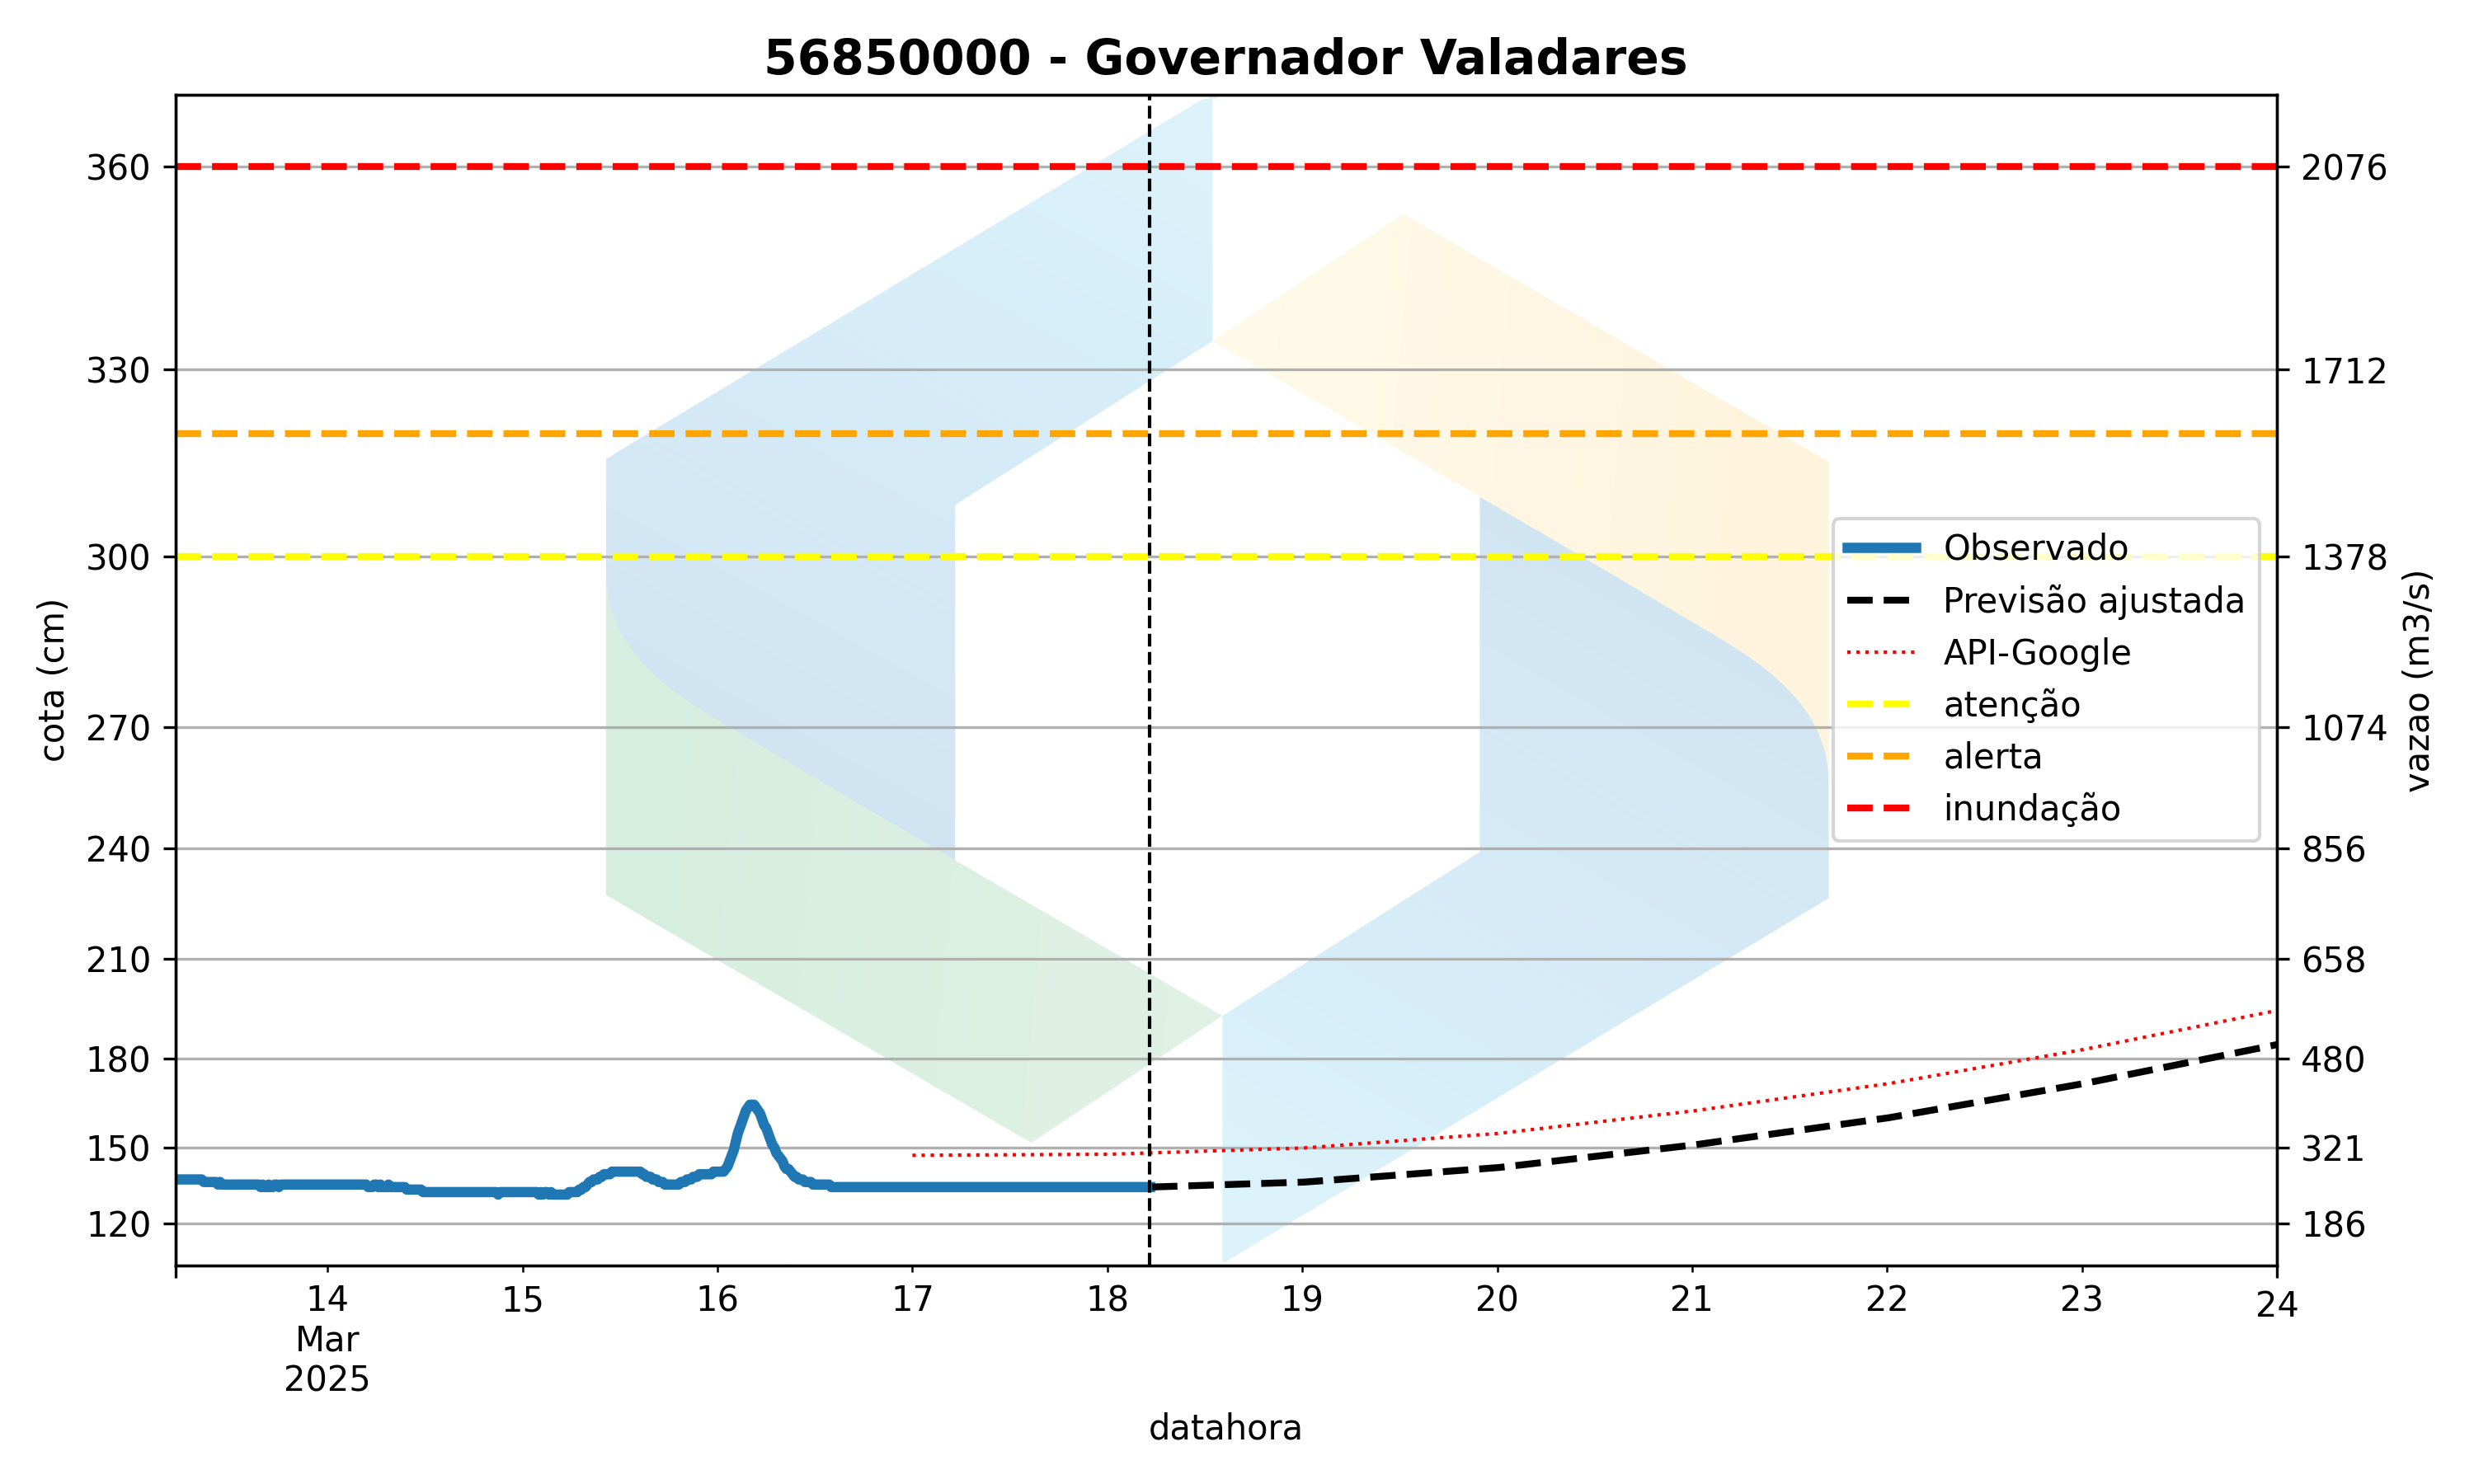 56850000 - Governador Valadares
360
330
300
270
240
210
180
150
120
cota (cm)
2076
1712
1378
1074
856
658
480
321
186
vazao (m3/s)
Observado
Previsão ajustada
API-Google
atenção
alerta
inundação
14 15 16 17 18 19 20 21 22 23 24
Mar
2025
datahora